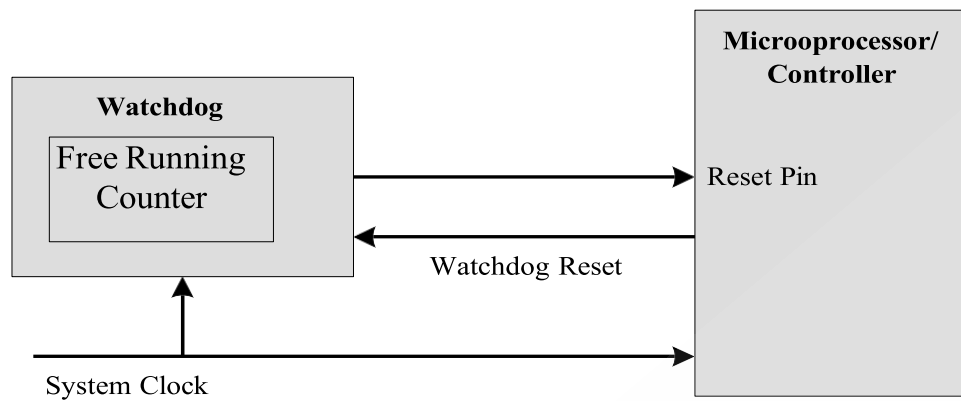 Microoprocessor/
Controller
Watchdog
Free Running
Counter
Reset Pin
Watchdog Reset
System Clock